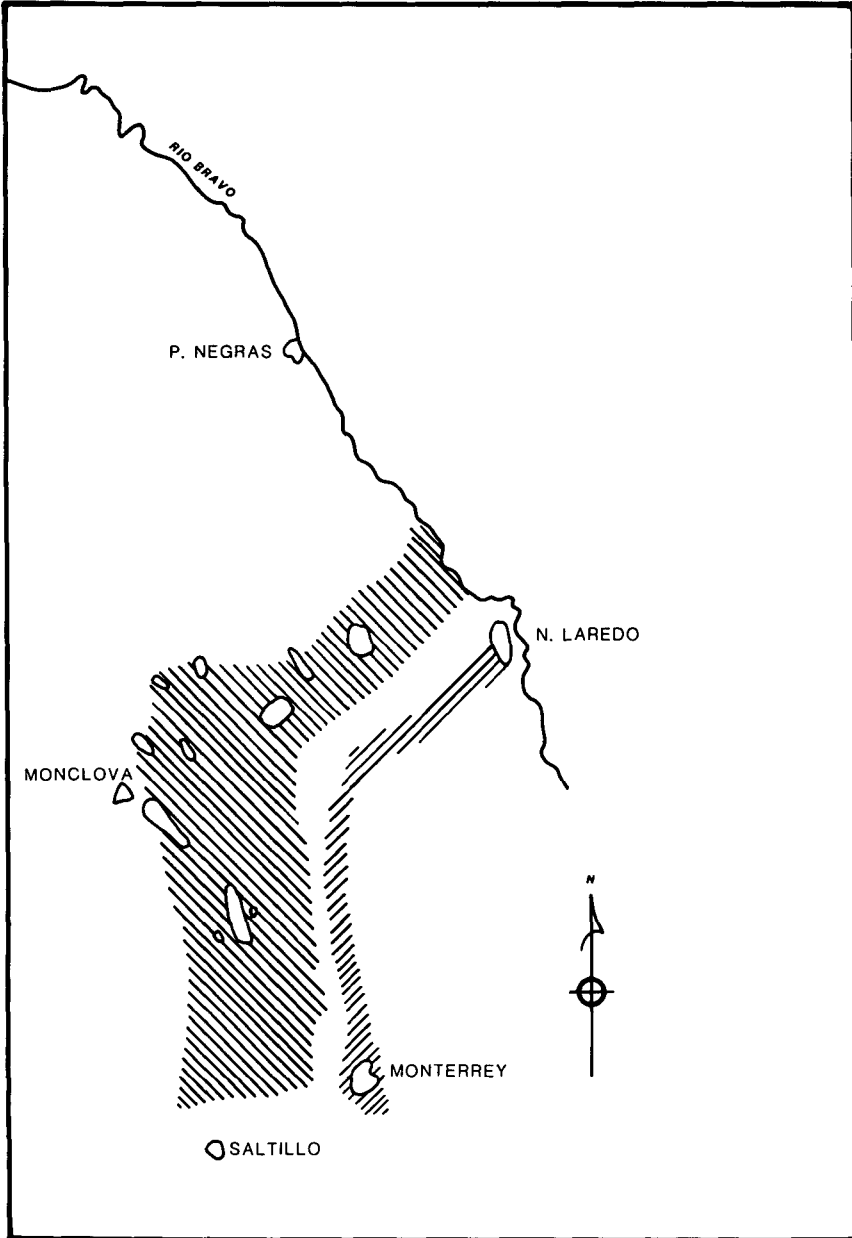 RIO BRAVO
P. NEGRAS
N. LAREDO
MONCLOVA
N
MONTERREY
SALTILLO